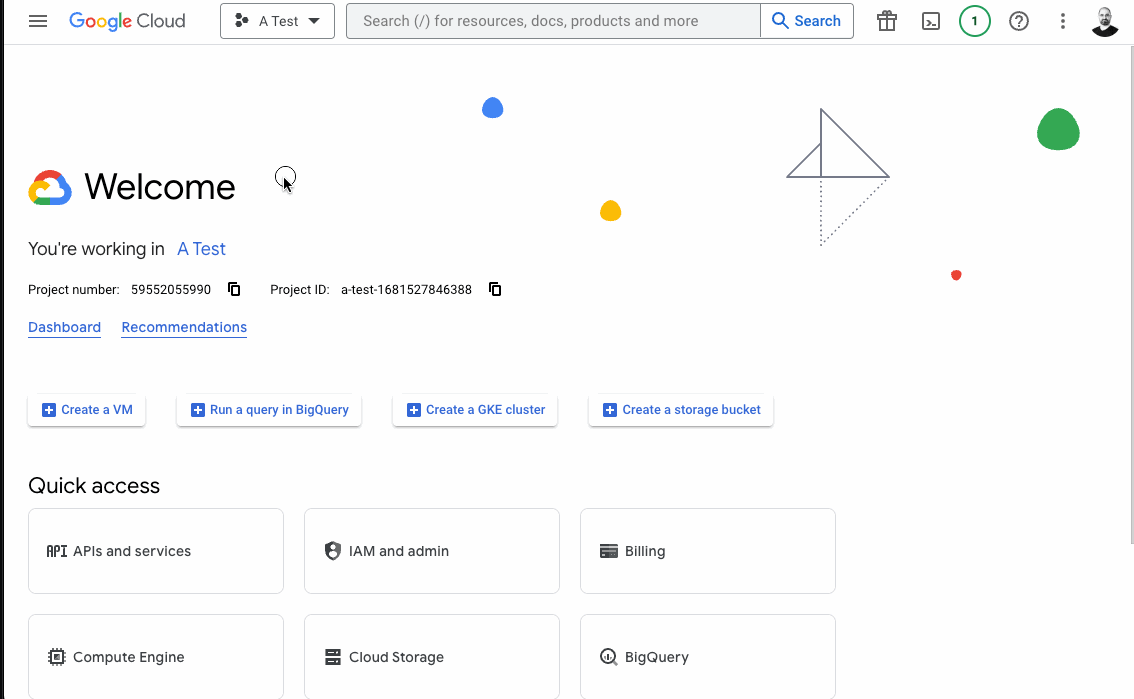 Google Cloud A Test Search (/) for resources, docs, products and more Search 1
Welcome
You're working in A Test
Project number: 59552055990 Project ID: a-test-1681527846388
Dashboard Recommendations
Create a VM Run a query in BigQuery Create a GKE cluster Create a storage bucket
Quick access
API APIs and services IAM and admin Billing
Compute Engine Cloud Storage BigQuery